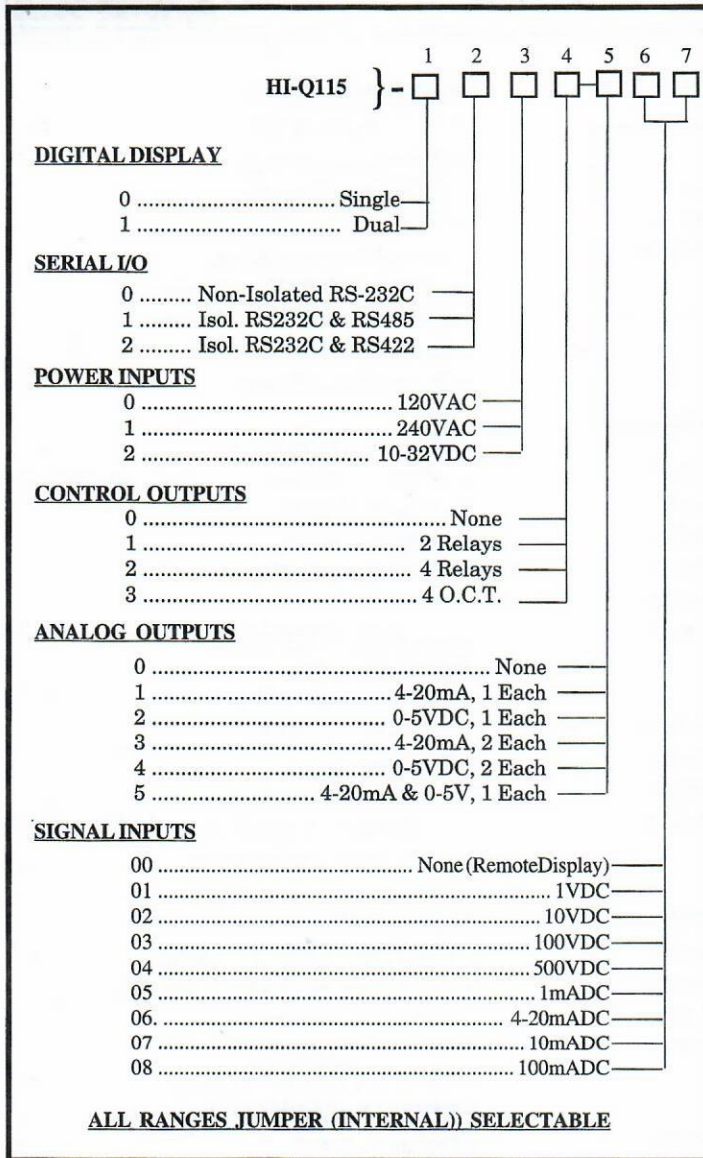 1 2 3 4 5 6 7
HI-Q115 } -
DIGITAL DISPLAY
0 ................................. Single
1 .................................. Dual
SERIAL I/O
0 ......... Non-Isolated RS-232C
1 ......... Isol. RS232C & RS485
2 ......... Isol. RS232C & RS422
POWER INPUTS
0 .......................................... 120VAC
1 .......................................... 240VAC
2 ...................................... 10-32VDC
CONTROL OUTPUTS
0 ..................................................... None
1 ............................................. 2 Relays
2 .............................................. 4 Relays
3 ................................................ 4 O.C.T.
ANALOG OUTPUTS
0 ......................................................... None
1 ......................................... 4-20mA, 1 Each
2 ........................................ 0-5VDC, 1 Each
3 ......................................... 4-20mA, 2 Each
4 ........................................ 0-5VDC, 2 Each
5 ............................ 4-20mA & 0-5V, 1 Each
SIGNAL INPUTS
00 ........................................... None (RemoteDisplay)
01 .................................................................. 1VDC
02 ................................................................ 10VDC
03 ............................................................... 100VDC
04 ............................................................... 500VDC
05 ............................................................... 1mADC
06. .......................................................... 4-20mADC
07 .............................................................. 10mADC
08 ............................................................ 100mADC
ALL RANGES JUMPER (INTERNAL)) SELECTABLE